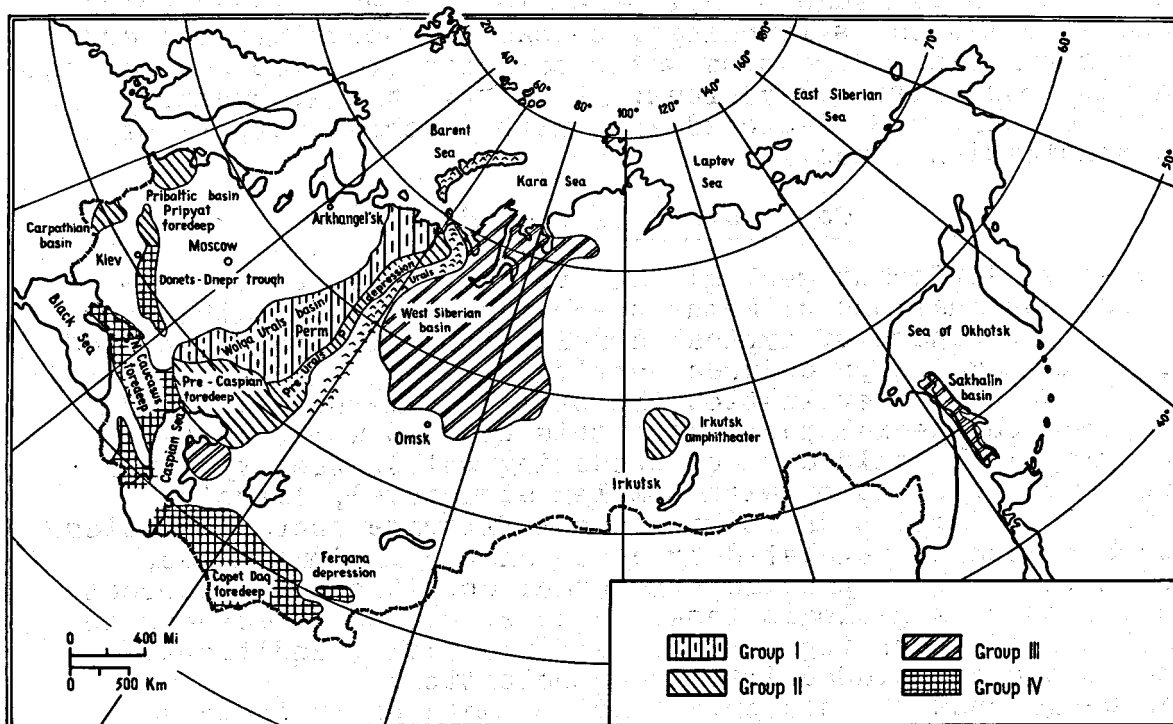 20°
40°
60°
80°
100°
120°
140°
160°
180°
70°
60°
50°
40°
Barent
Sea
Kara Sea
Laptev
Sea
East Siberian
Sea
Pribaltic basin
Pripyat
foredeep
Arkhangel'sk
Carpathian
basin
Kiev
Moscow
Donets-Dnepr trough
Black Sea
N. Caucasus
foredeep
Wolga Urals basin
Perm
Pre-Urals depression
Urals
West Siberian
basin
Pre-Caspian
foredeep
Caspian Sea
Omsk
Irkutsk
amphitheater
Irkutsk
Sea of Okhotsk
Sakhalin
basin
Fergana
depression
Copet Dag
foredeep
0 400 Mi
0 500 Km
Group I
Group II
Group III
Group IV